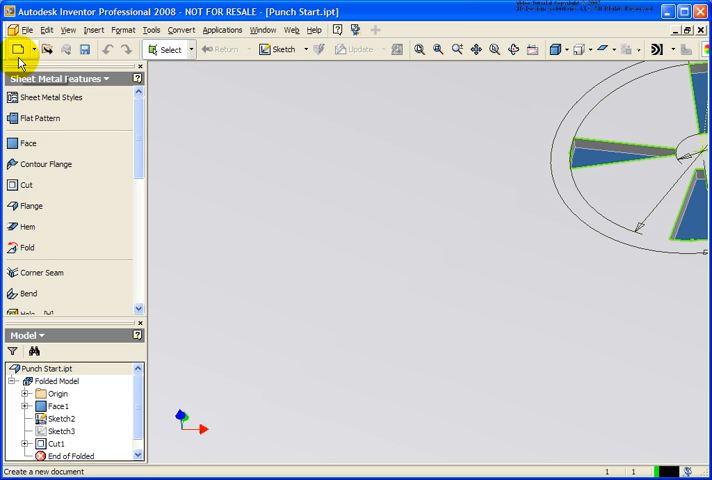 Autodesk Inventor Professional 2008 - NOT FOR RESALE - [Punch Start.ipt]
File Edit View Insert Format Tools Convert Applications Window Web Help
Select Return Sketch Update
Sheet Metal Features
Sheet Metal Styles
Flat Pattern
Face
Contour Flange
Cut
Flange
Hem
Fold
Corner Seam
Bend
Model
Punch Start.ipt
Folded Model
Origin
Face1
Sketch2
Sketch3
Cut1
End of Folded
Create a new document
1 1